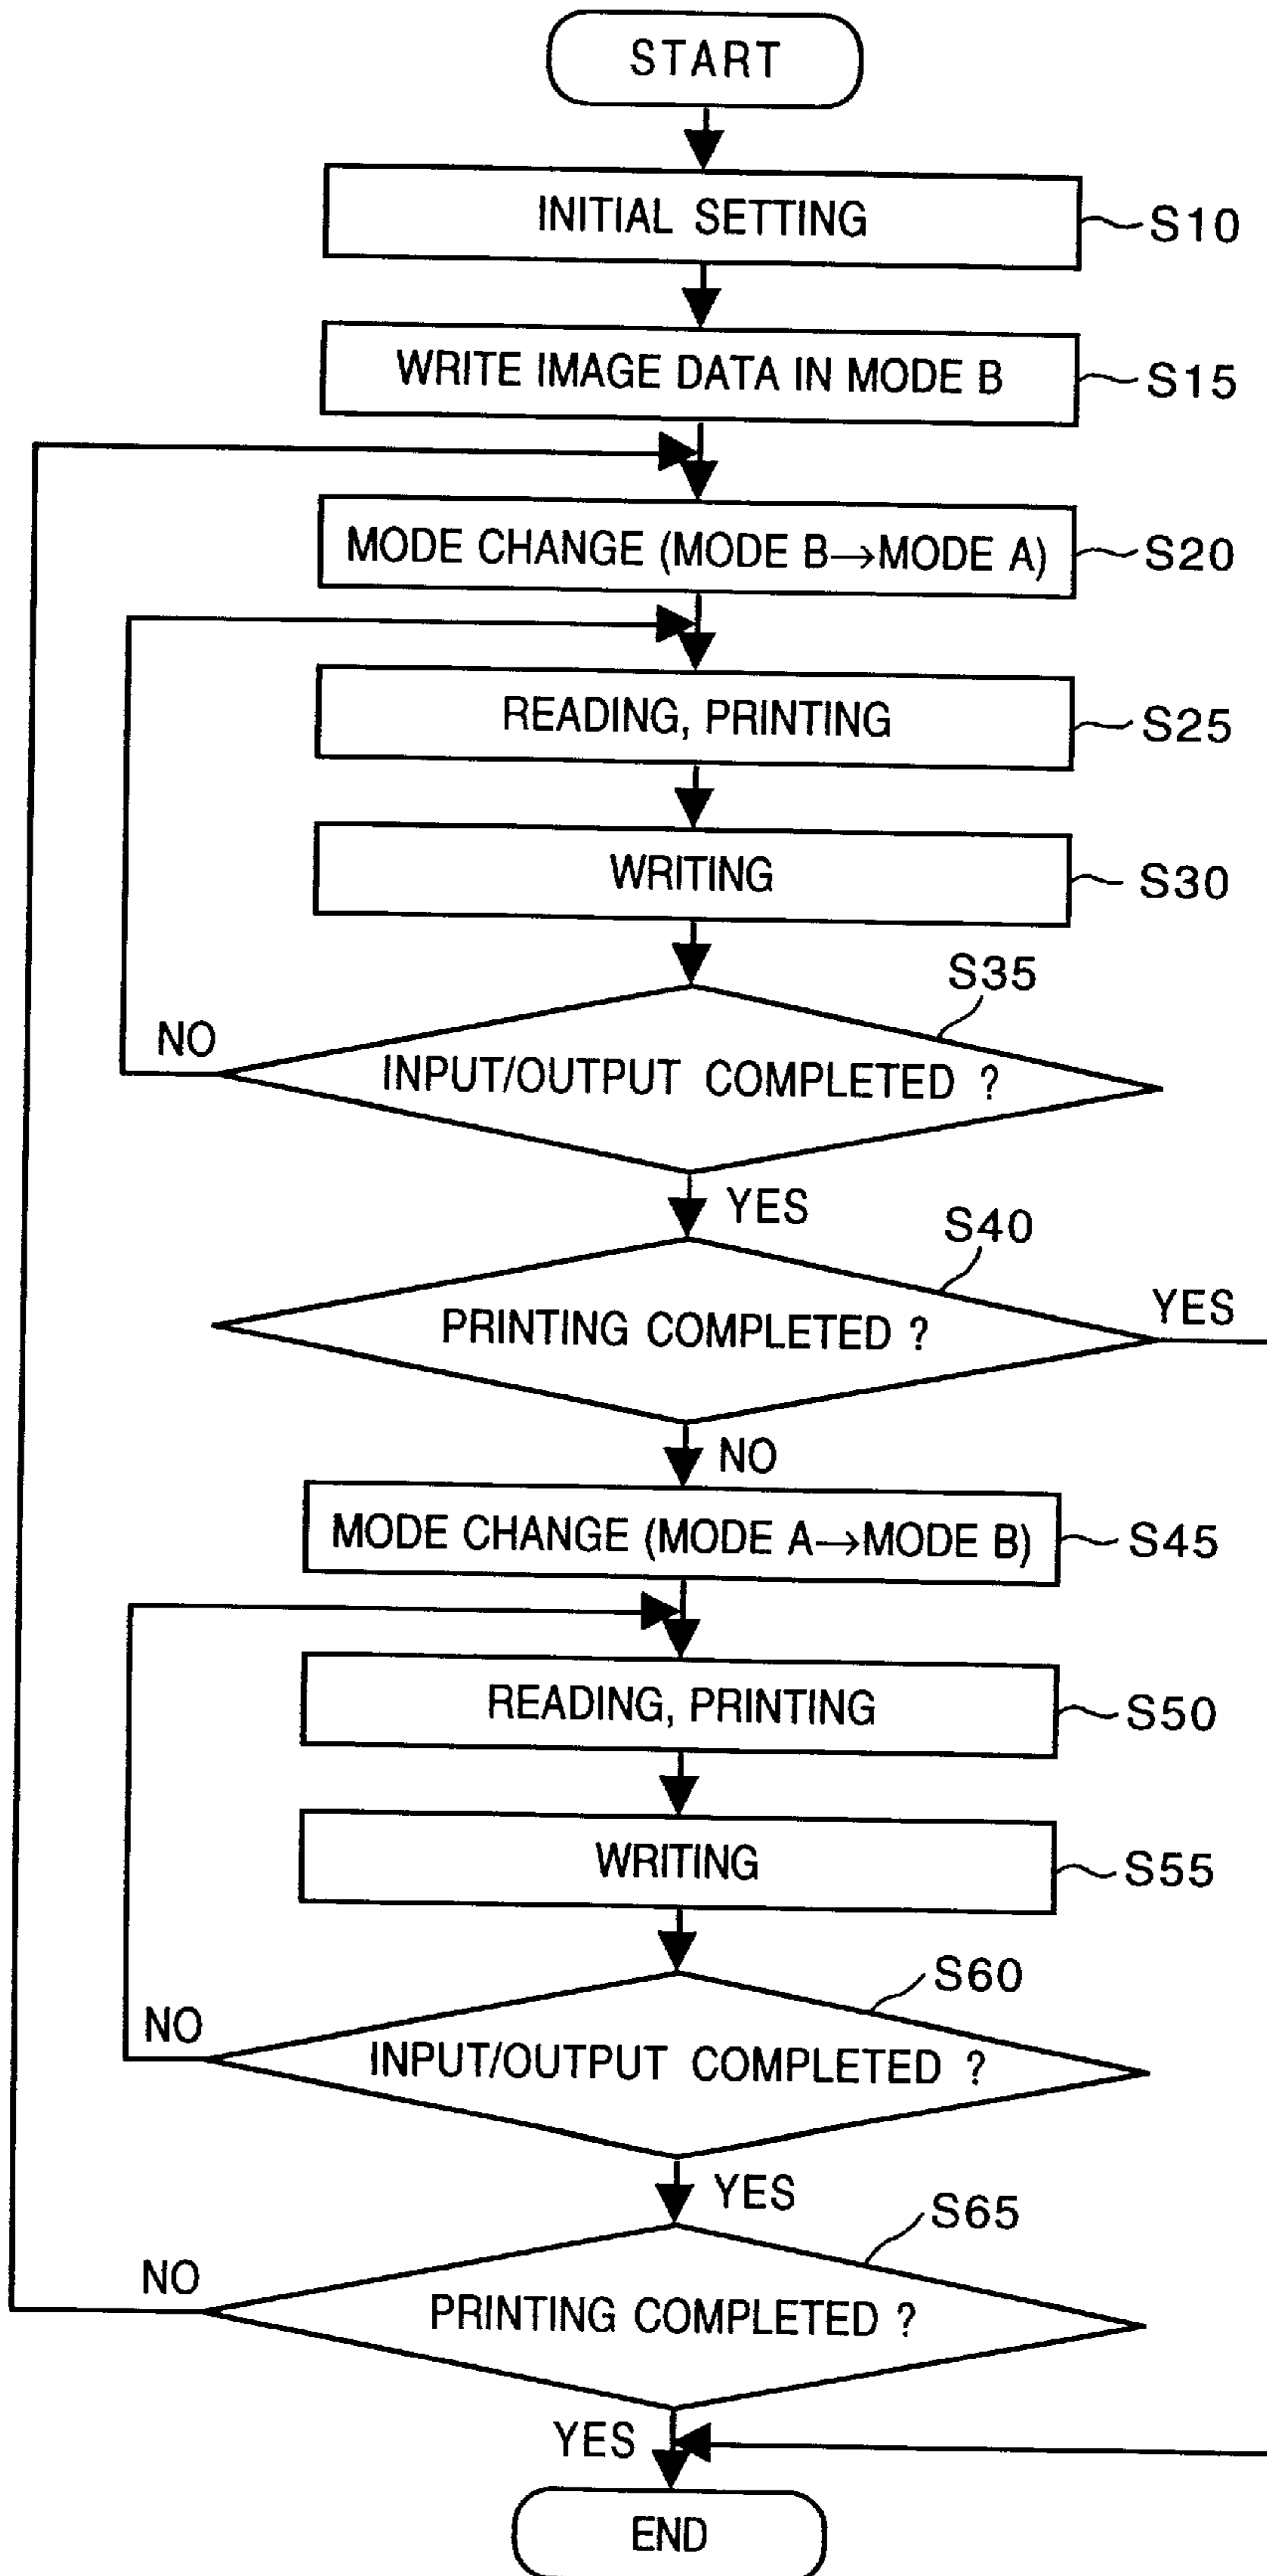 START
INITIAL SETTING
S10
WRITE IMAGE DATA IN MODE B
S15
MODE CHANGE (MODE B→MODE A)
S20
READING, PRINTING
S25
WRITING
S30
S35
NO
INPUT/OUTPUT COMPLETED ?
YES
S40
YES
PRINTING COMPLETED ?
NO
MODE CHANGE (MODE A→MODE B)
S45
READING, PRINTING
S50
WRITING
S55
S60
NO
INPUT/OUTPUT COMPLETED ?
YES
S65
NO
PRINTING COMPLETED ?
YES
END